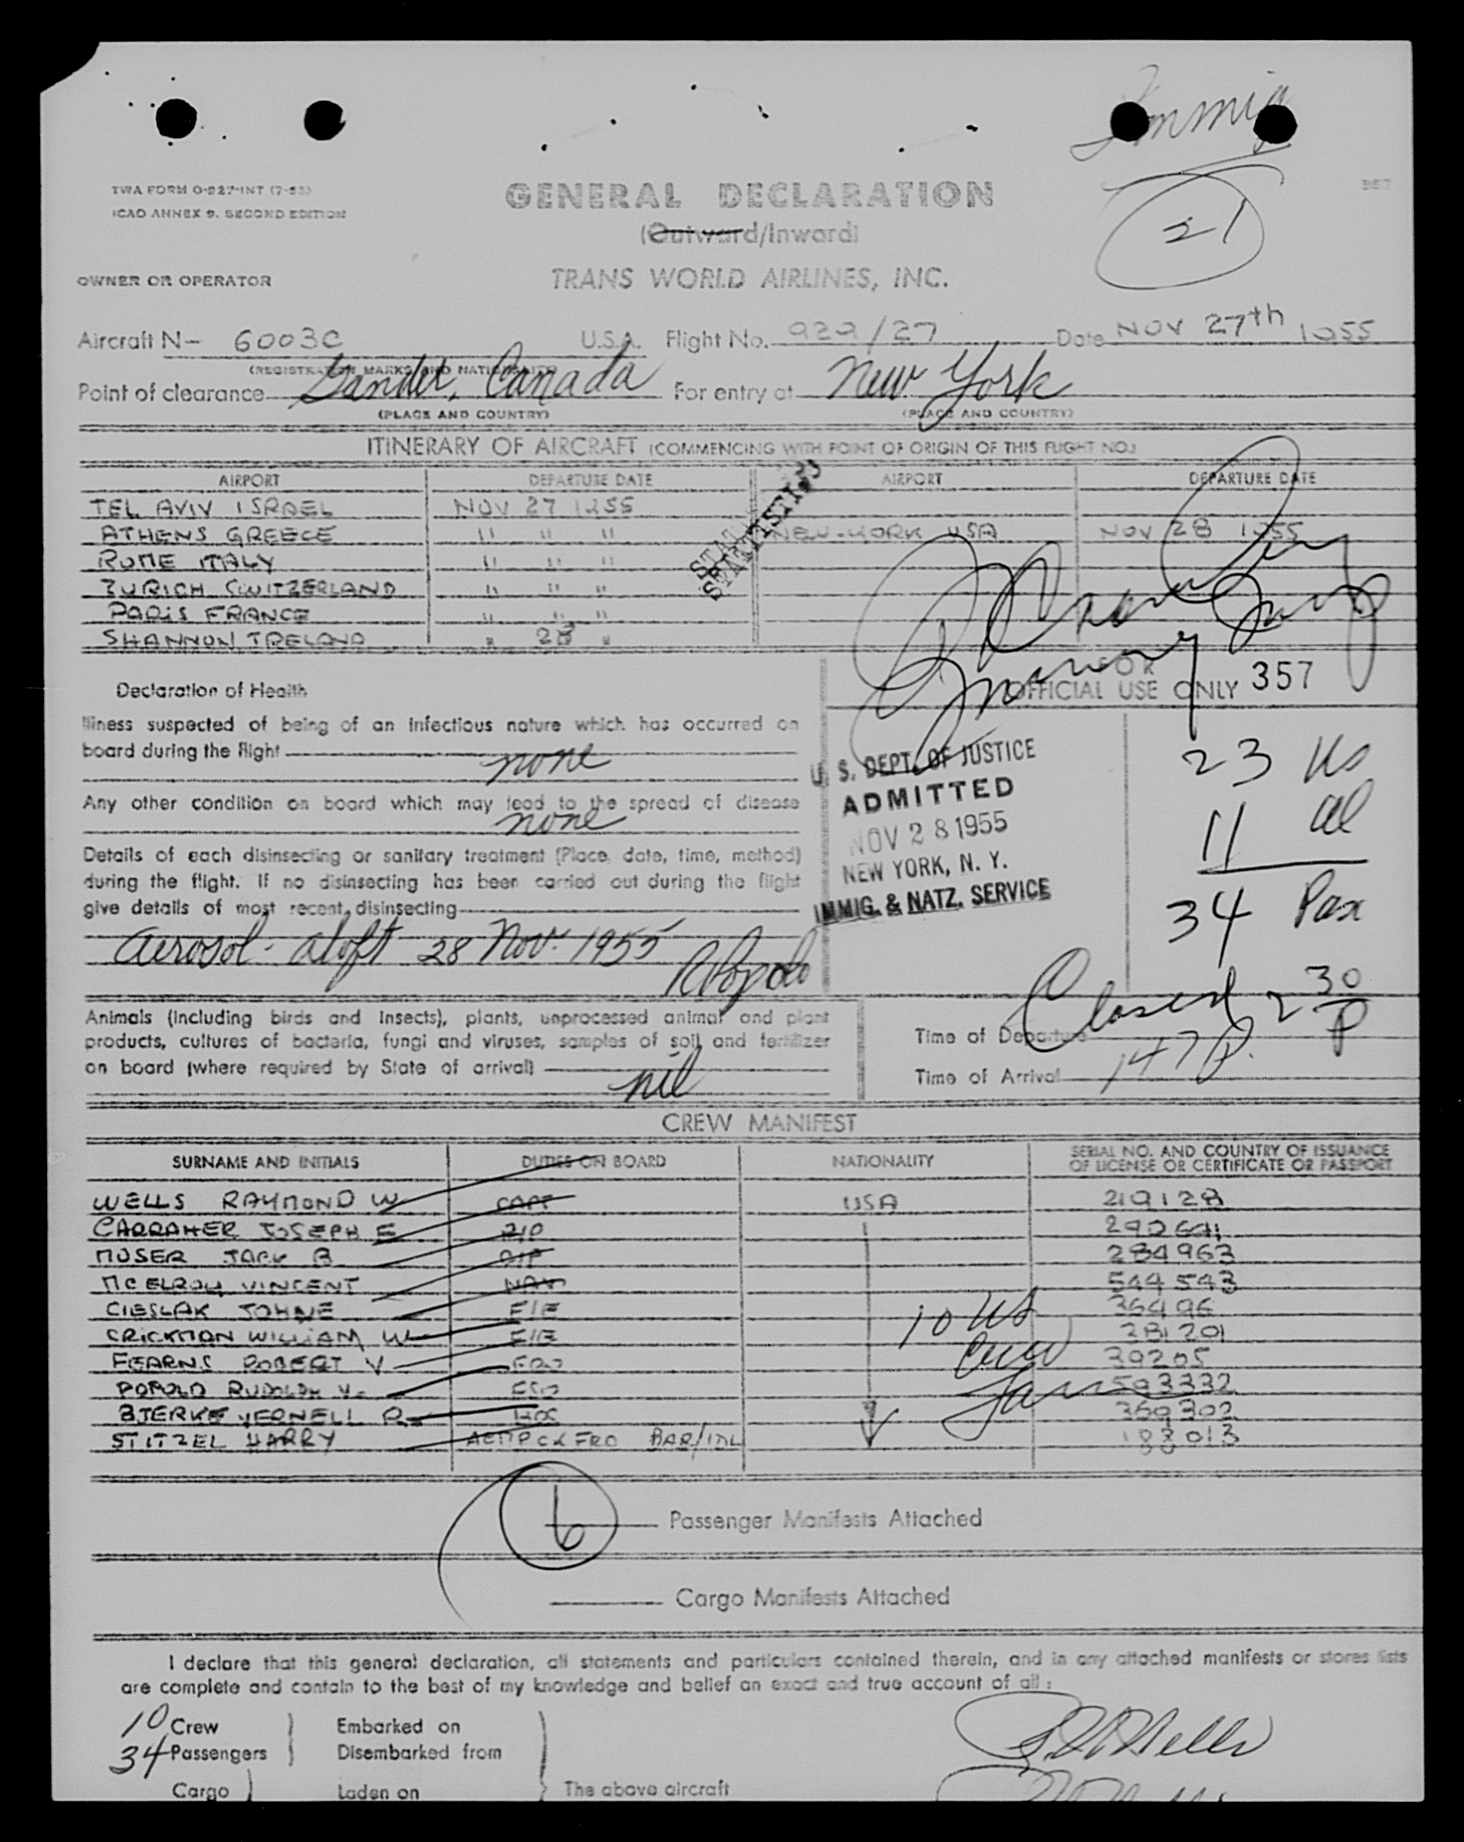 Immig
TWA FORM O-927-INT (7-53)
ICAO ANNEX 9, SECOND EDITION
GENERAL DECLARATION
(Outward/Inward)
21
OWNER OR OPERATOR
TRANS WORLD AIRLINES, INC.
Aircraft N- 6003C U.S.A. Flight No. 929/27 Date NOV 27th 1955
(REGISTRATION MARKS AND NATIONALITY)
Point of clearance Gander, Canada For entry at New York
(PLACE AND COUNTRY) (PLACE AND COUNTRY)
ITINERARY OF AIRCRAFT (COMMENCING WITH POINT OF ORIGIN OF THIS FLIGHT NO.)
AIRPORT DEPARTURE DATE AIRPORT DEPARTURE DATE
TEL AVIV ISRAEL NOV 27 1955
ATHENS GREECE " " " NEW-YORK USA NOV 28 1955
ROME ITALY " " "
ZURICH SWITZERLAND " " "
PARIS FRANCE " " "
SHANNON, IRELAND " 28 "
STATISTICS
Declaration of Health
FOR
OFFICIAL USE ONLY 357
Illness suspected of being of an infectious nature which has occurred on
board during the flight
none
Any other condition on board which may lead to the spread of disease
none
Details of each disinsecting or sanitary treatment (Place, date, time, method)
during the flight. If no disinsecting has been carried out during the flight
give details of most recent disinsecting
Aerosol - aloft 28 Nov. 1955
U. S. DEPT. OF JUSTICE
ADMITTED
NOV 28 1955
NEW YORK, N. Y.
IMMIG. & NATZ. SERVICE
23 US
11 al
34 Pax
Animals (including birds and insects), plants, unprocessed animal and plant
products, cultures of bacteria, fungi and viruses, samples of soil and fertilizer
on board (where required by State of arrival)
nil
Closed 2 30 P
Time of Departure
Time of Arrival 147 P.
CREW MANIFEST
SURNAME AND INITIALS DUTIES ON BOARD NATIONALITY SERIAL NO. AND COUNTRY OF ISSUANCE
OF LICENSE OR CERTIFICATE OR PASSPORT
WELLS RAYMOND W CAPT USA 219128
CARRAHER JOSEPH E
MOSER JACK B 284963
MCELROY VINCENT NAV 544543
CIESLAK JOHN E F/E 36496
CRICKMAN WILLIAM W F/E 381201
FEARNS ROBERT V 39205
POPOLO RUDOLPH V. 593332
BJERKE VERNELL R. HOS 369302
STITZEL HARRY
10 US
Crew
6 Passenger Manifests Attached
Cargo Manifests Attached
I declare that this general declaration, all statements and particulars contained therein, and in any attached manifests or stores lists
are complete and contain to the best of my knowledge and belief an exact and true account of all :
10 Crew Embarked on
34 Passengers Disembarked from
Cargo Laden on The above aircraft